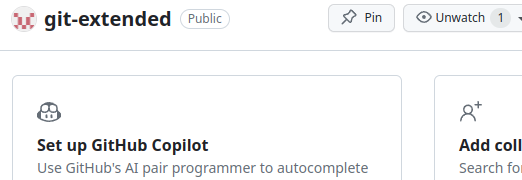 git-extended Public Pin Unwatch 1
Set up GitHub Copilot Add coll
Use GitHub's AI pair programmer to autocomplete Search for